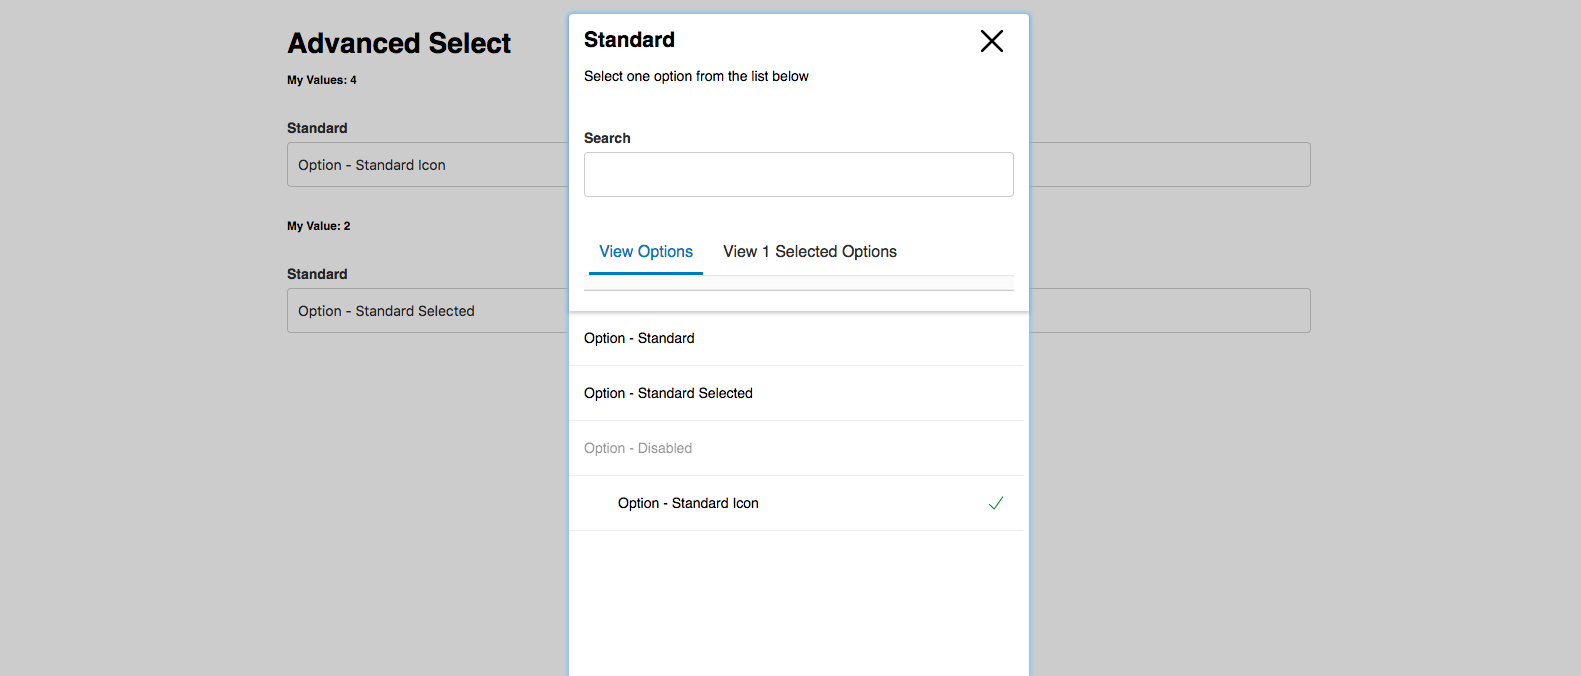 Advanced Select
My Values: 4
Standard
Option - Standard Icon
My Value: 2
Standard
Option - Standard Selected
Standard
Select one option from the list below
Search
View Options
View 1 Selected Options
Option - Standard
Option - Standard Selected
Option - Disabled
Option - Standard Icon